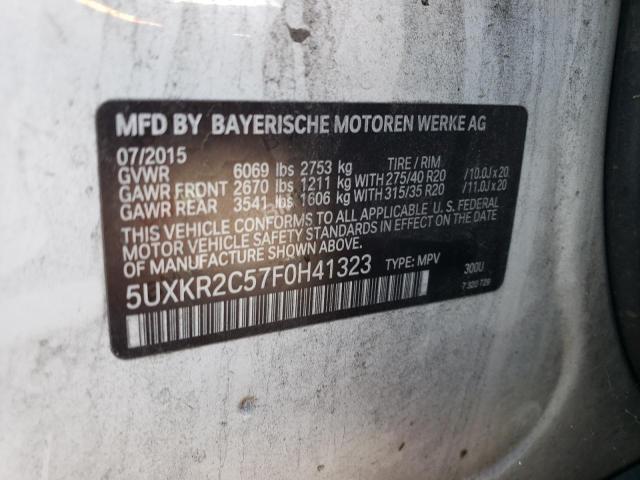 MFD BY BAYERISCHE MOTOREN WERKE AG
07/2015 TIRE / RIM
GVWR 6069 lbs 2753 kg
GAWR FRONT 2670 lbs 1211 kg WITH 275/40 R20 /10.0J x 20
GAWR REAR 3541 lbs 1606 kg WITH 315/35 R20 /11.0J x 20
THIS VEHICLE CONFORMS TO ALL APPLICABLE U.S. FEDERAL
MOTOR VEHICLE SAFETY STANDARDS IN EFFECT ON THE DATE OF
MANUFACTURE SHOWN ABOVE.
5UXKR2C57F0H41323 TYPE: MPV 300U
7 320 728